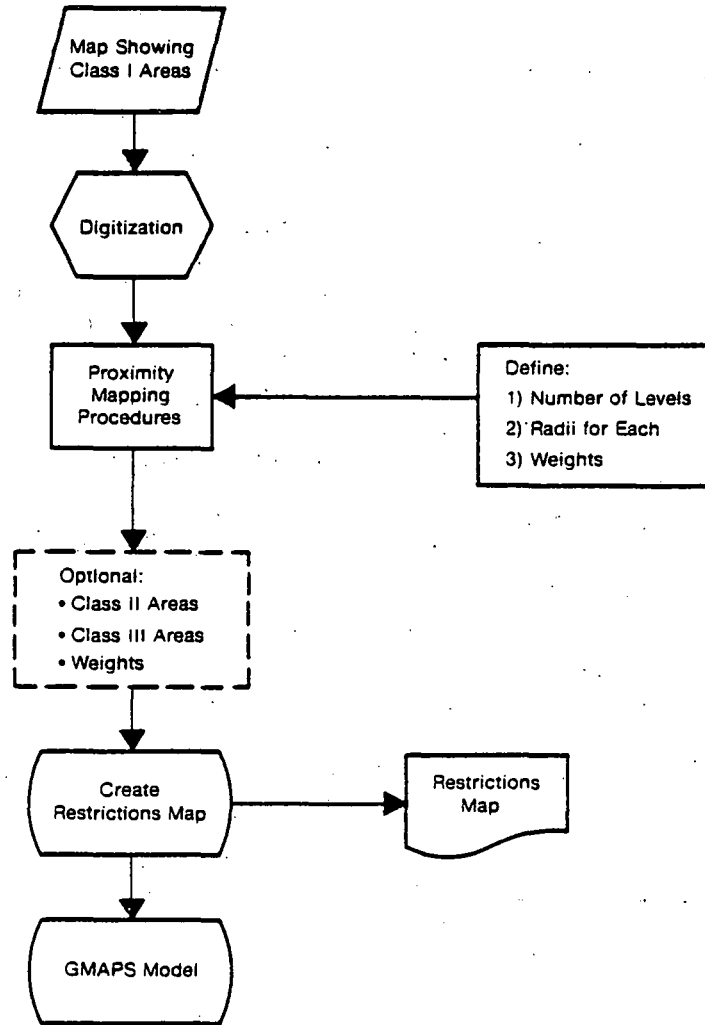 Map Showing
Class I Areas
Digitization
Proximity
Mapping
Procedures
Define:
1) Number of Levels
2) Radii for Each
3) Weights
Optional:
• Class II Areas
• Class III Areas
• Weights
Create
Restrictions Map
Restrictions
Map
GMAPS Model